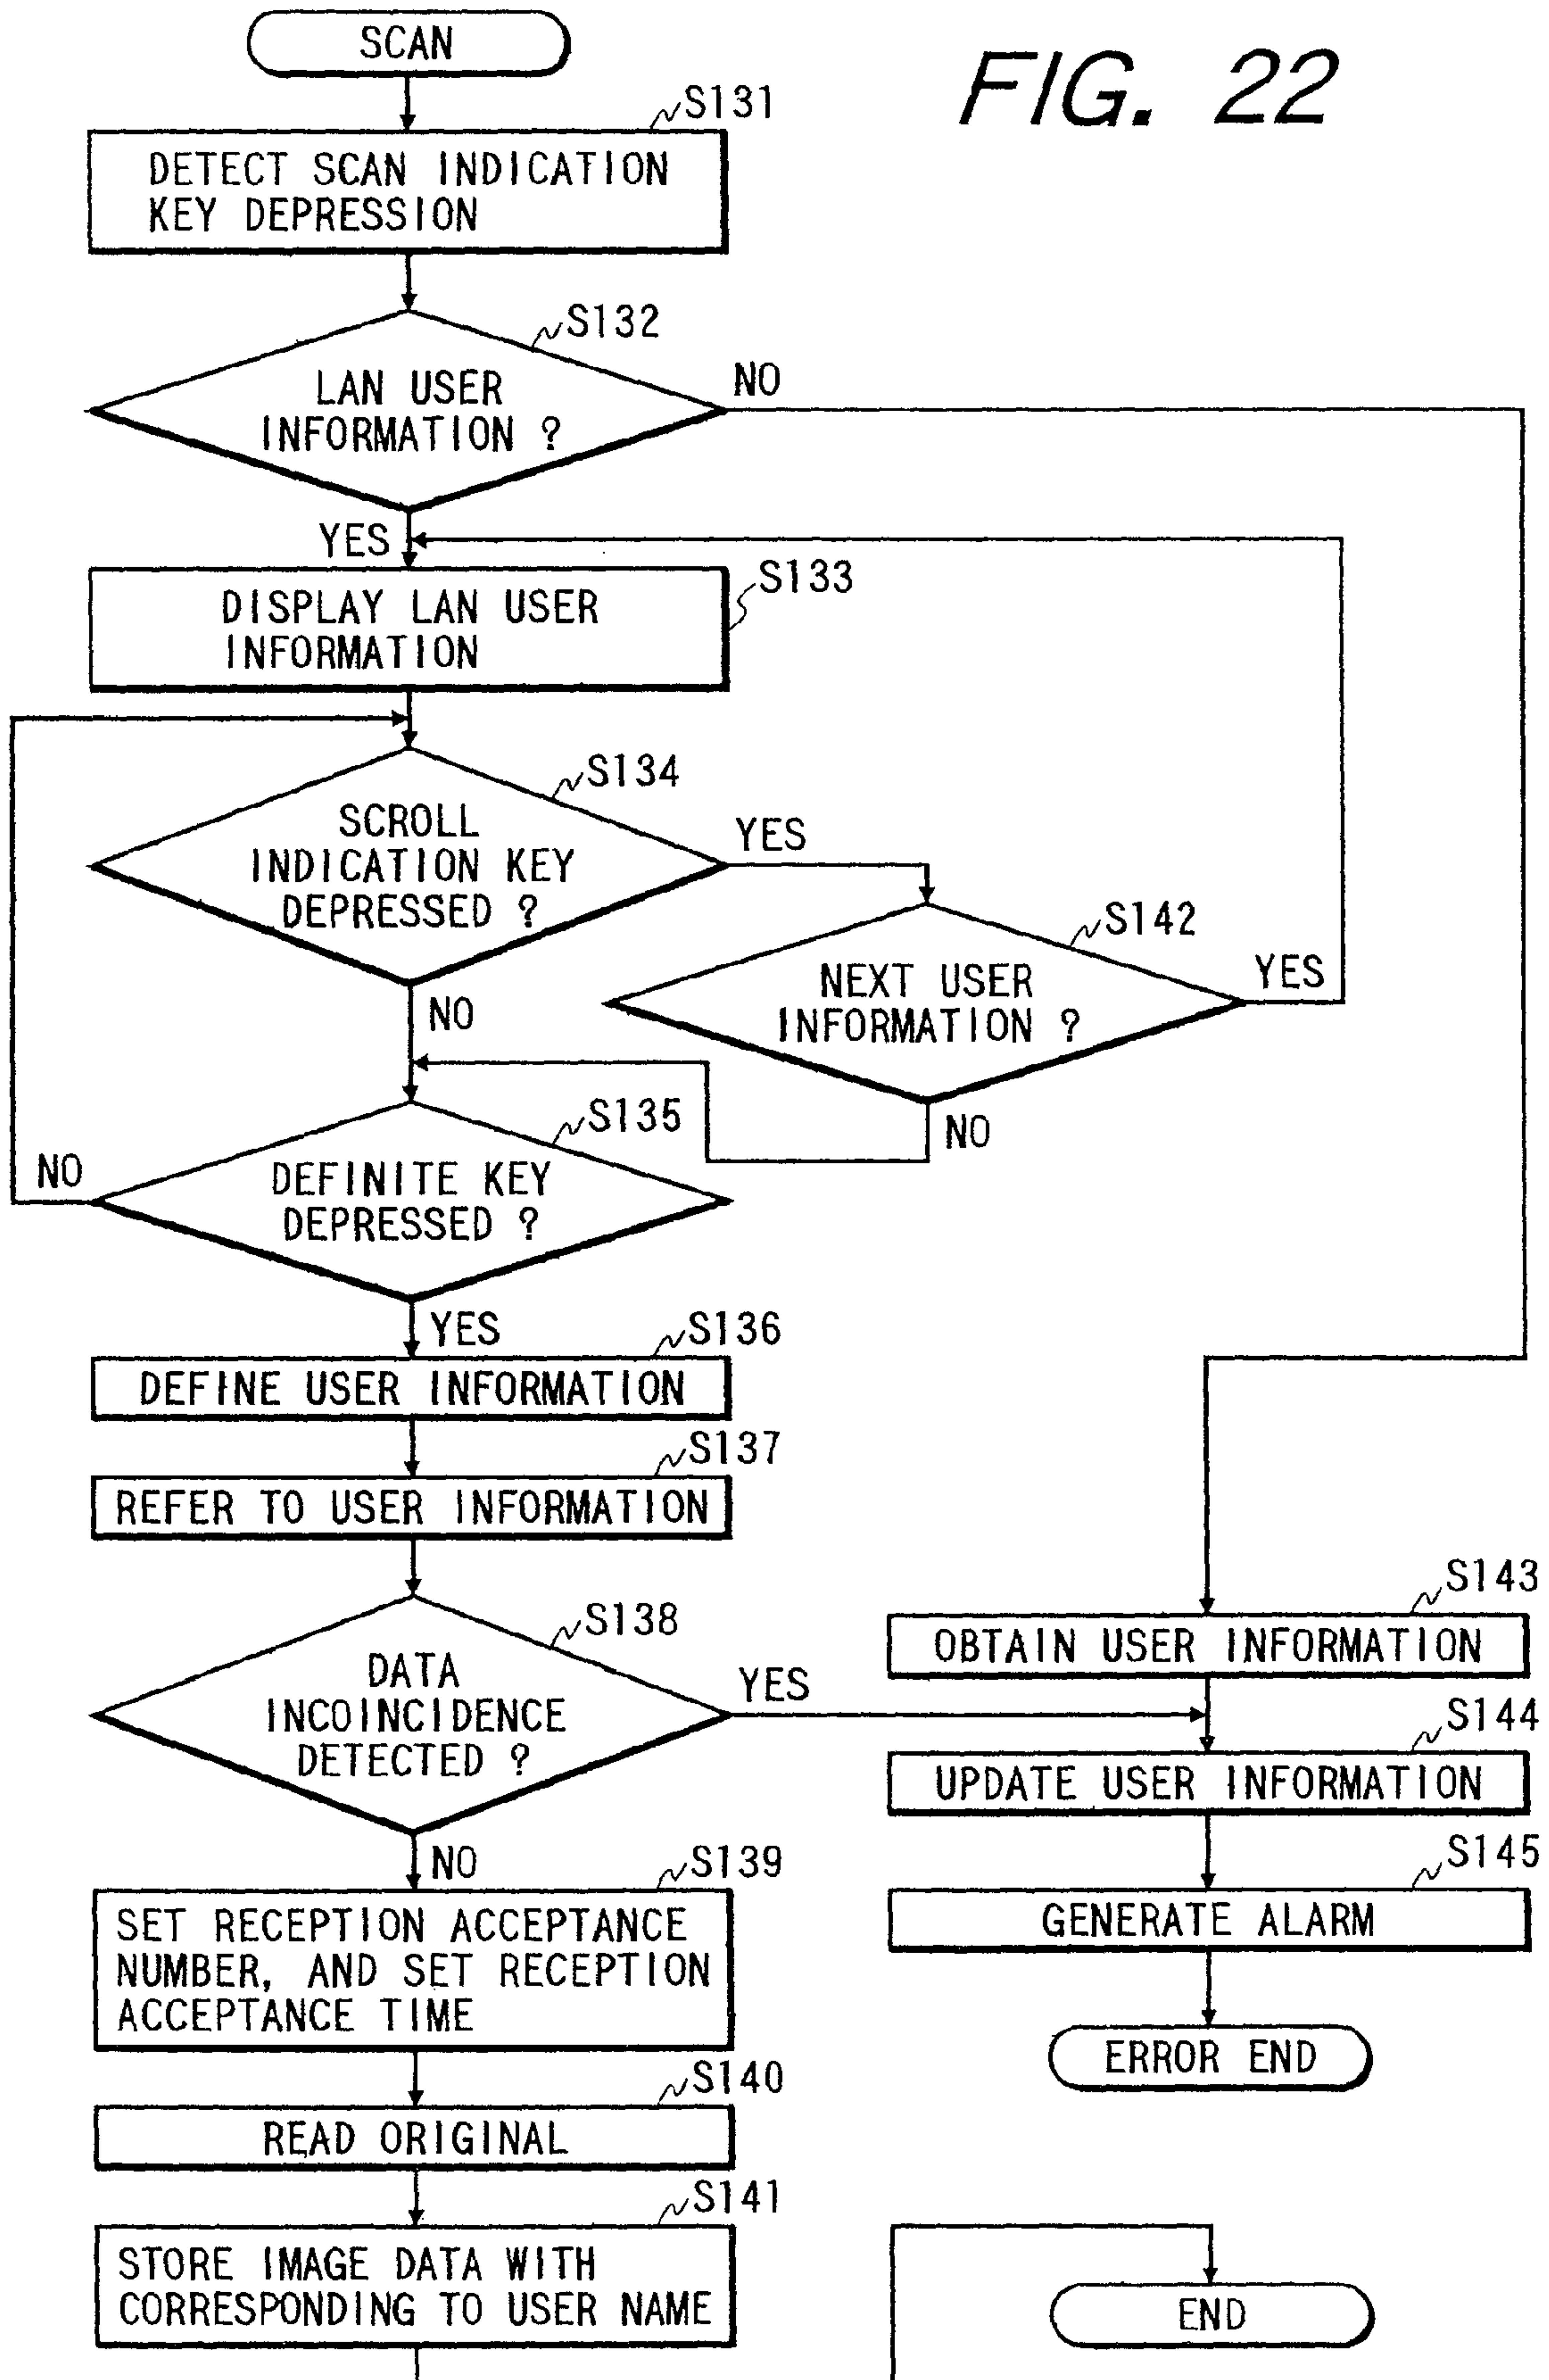 SCAN
FIG. 22
S131
DETECT SCAN INDICATION
KEY DEPRESSION
S132
LAN USER
INFORMATION ?
NO
YES
S133
DISPLAY LAN USER
INFORMATION
S134
SCROLL
INDICATION KEY
DEPRESSED ?
YES
NO
S142
NEXT USER
INFORMATION ?
YES
NO
S135
DEFINITE KEY
DEPRESSED ?
NO
YES
S136
DEFINE USER INFORMATION
S137
REFER TO USER INFORMATION
S138
DATA
INCOINCIDENCE
DETECTED ?
YES
NO
S143
OBTAIN USER INFORMATION
S144
UPDATE USER INFORMATION
S145
GENERATE ALARM
ERROR END
S139
SET RECEPTION ACCEPTANCE
NUMBER, AND SET RECEPTION
ACCEPTANCE TIME
S140
READ ORIGINAL
S141
STORE IMAGE DATA WITH
CORRESPONDING TO USER NAME
END